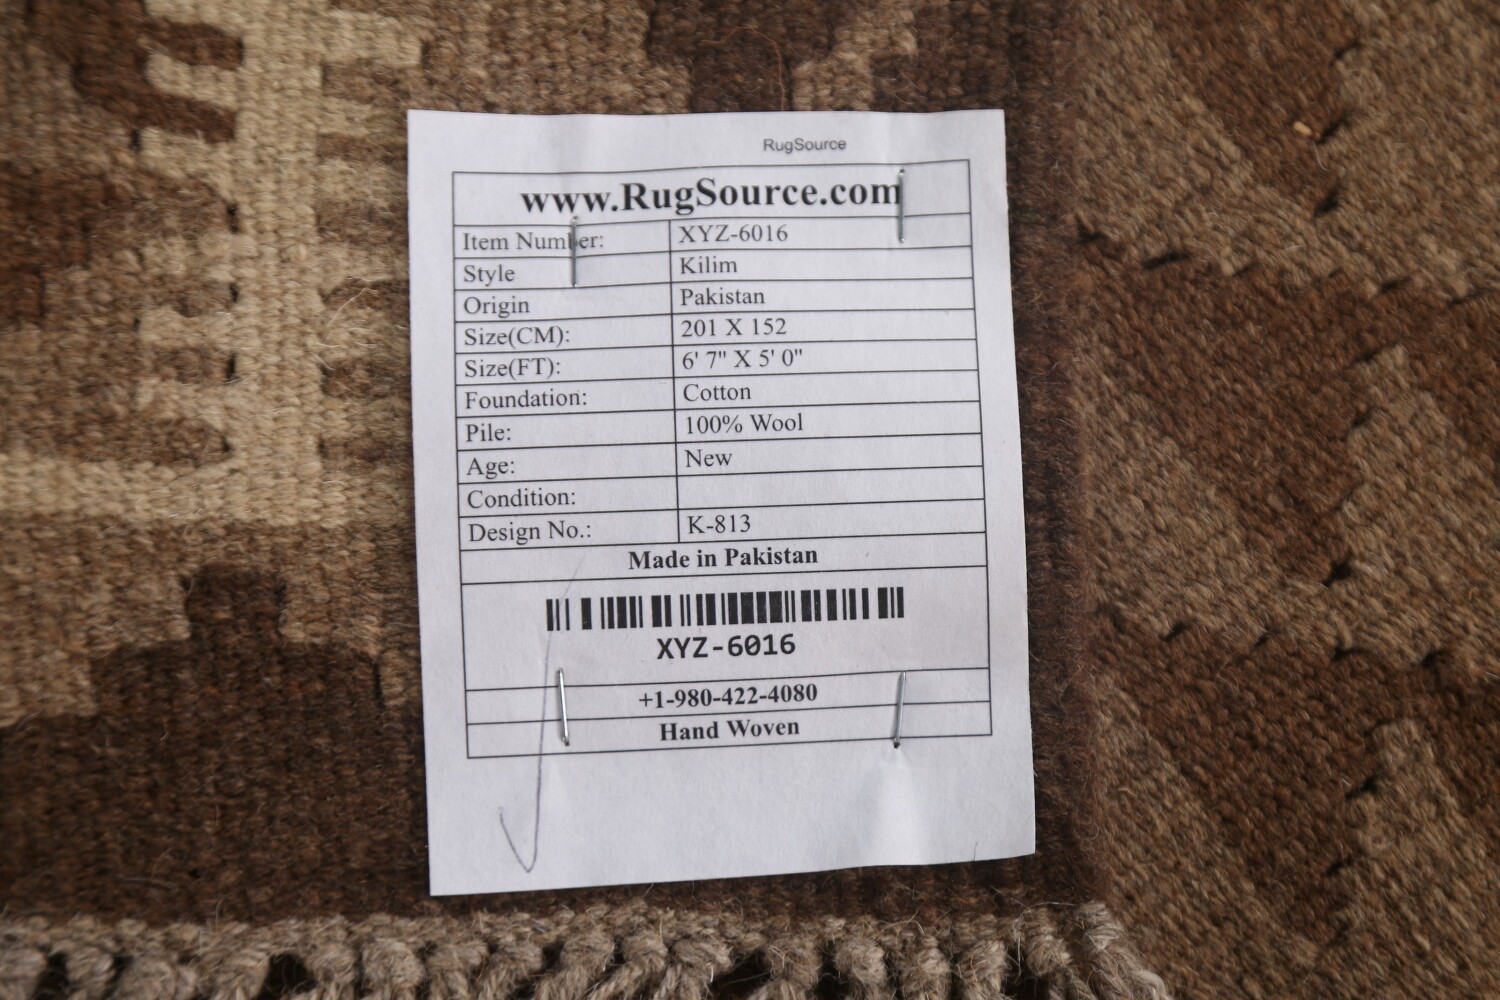 RugSource
www.RugSource.com
Item Number: XYZ-6016
Style Kilim
Origin Pakistan
Size(CM): 201 X 152
Size(FT): 6' 7" X 5' 0"
Foundation: Cotton
Pile: 100% Wool
Age: New
Condition:
Design No.: K-813
Made in Pakistan
XYZ-6016
+1-980-422-4080
Hand Woven